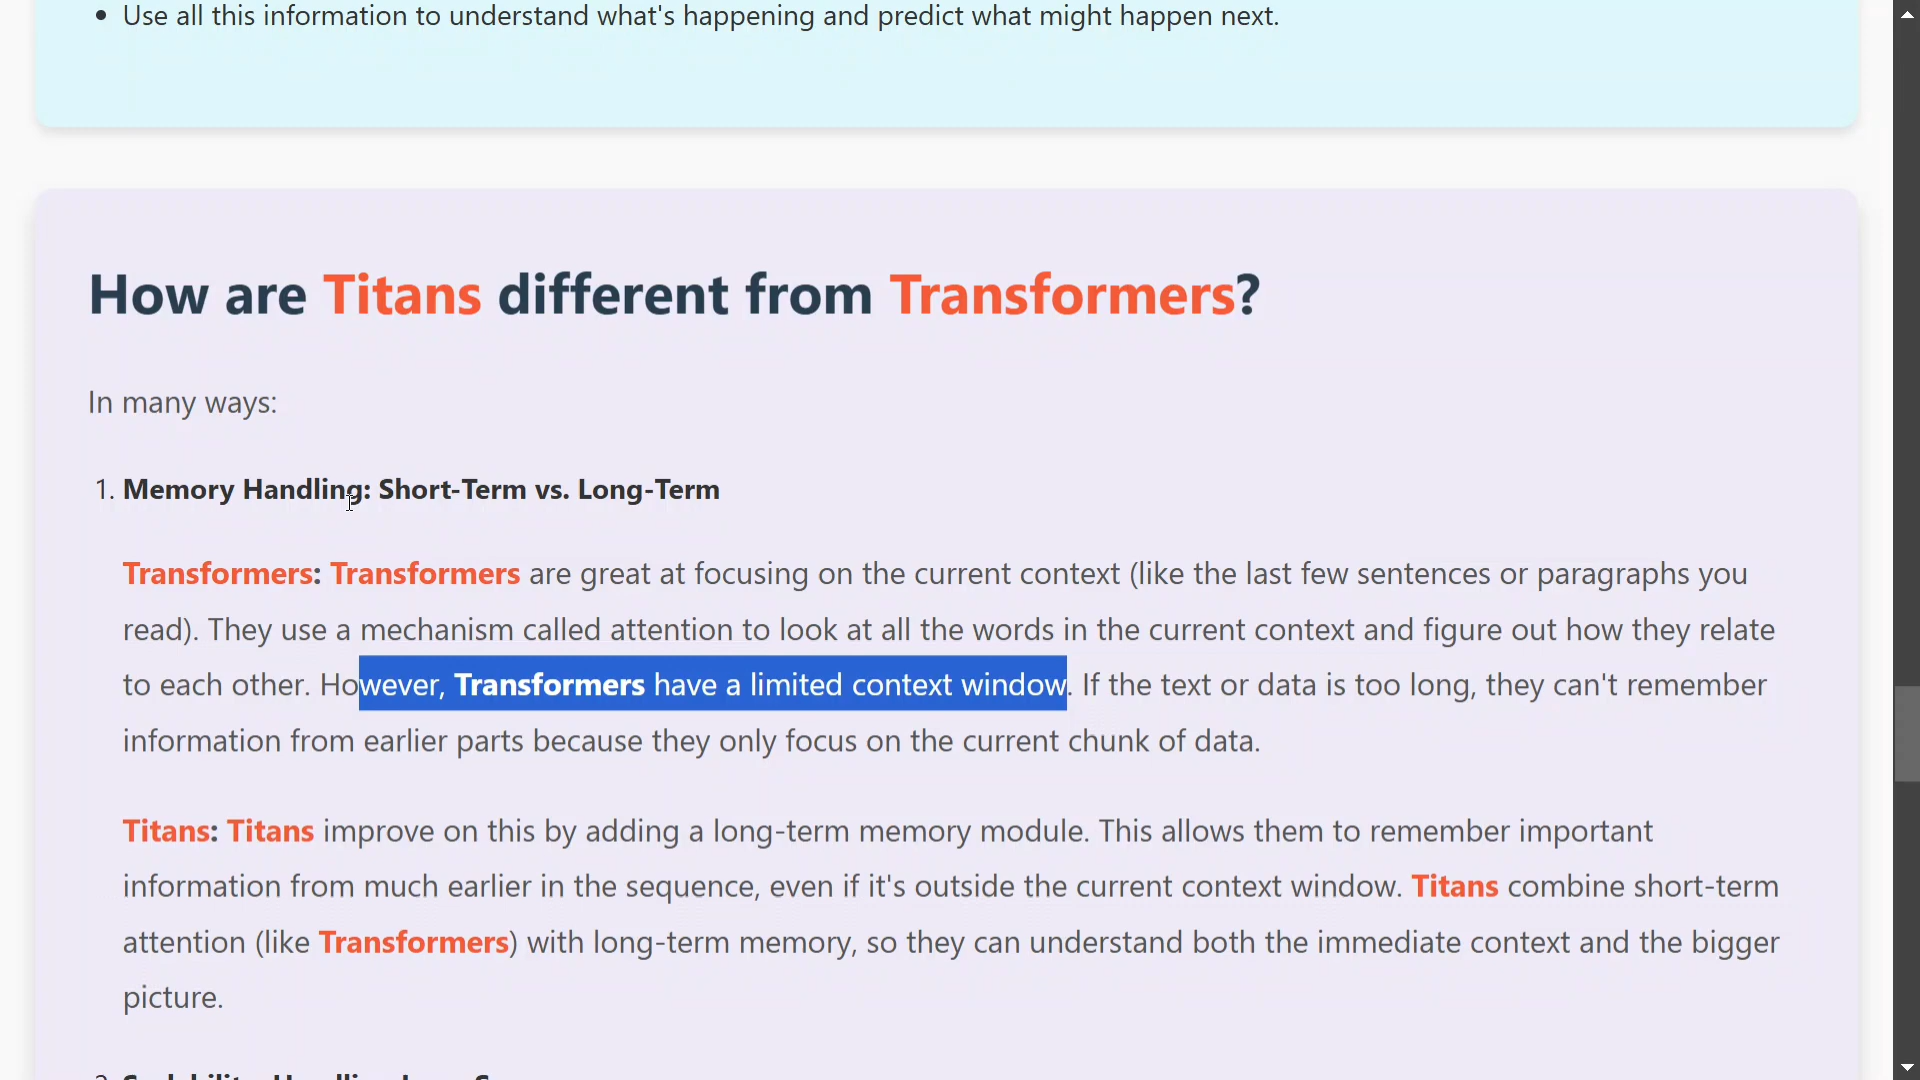 • Use all this information to understand what's happening and predict what might happen next.
How are Titans different from Transformers?
In many ways:
1. Memory Handling: Short-Term vs. Long-Term
Transformers: Transformers are great at focusing on the current context (like the last few sentences or paragraphs you
read). They use a mechanism called attention to look at all the words in the current context and figure out how they relate
to each other. However, Transformers have a limited context window. If the text or data is too long, they can't remember
information from earlier parts because they only focus on the current chunk of data.
Titans: Titans improve on this by adding a long-term memory module. This allows them to remember important
information from much earlier in the sequence, even if it's outside the current context window. Titans combine short-term
attention (like Transformers) with long-term memory, so they can understand both the immediate context and the bigger
picture.